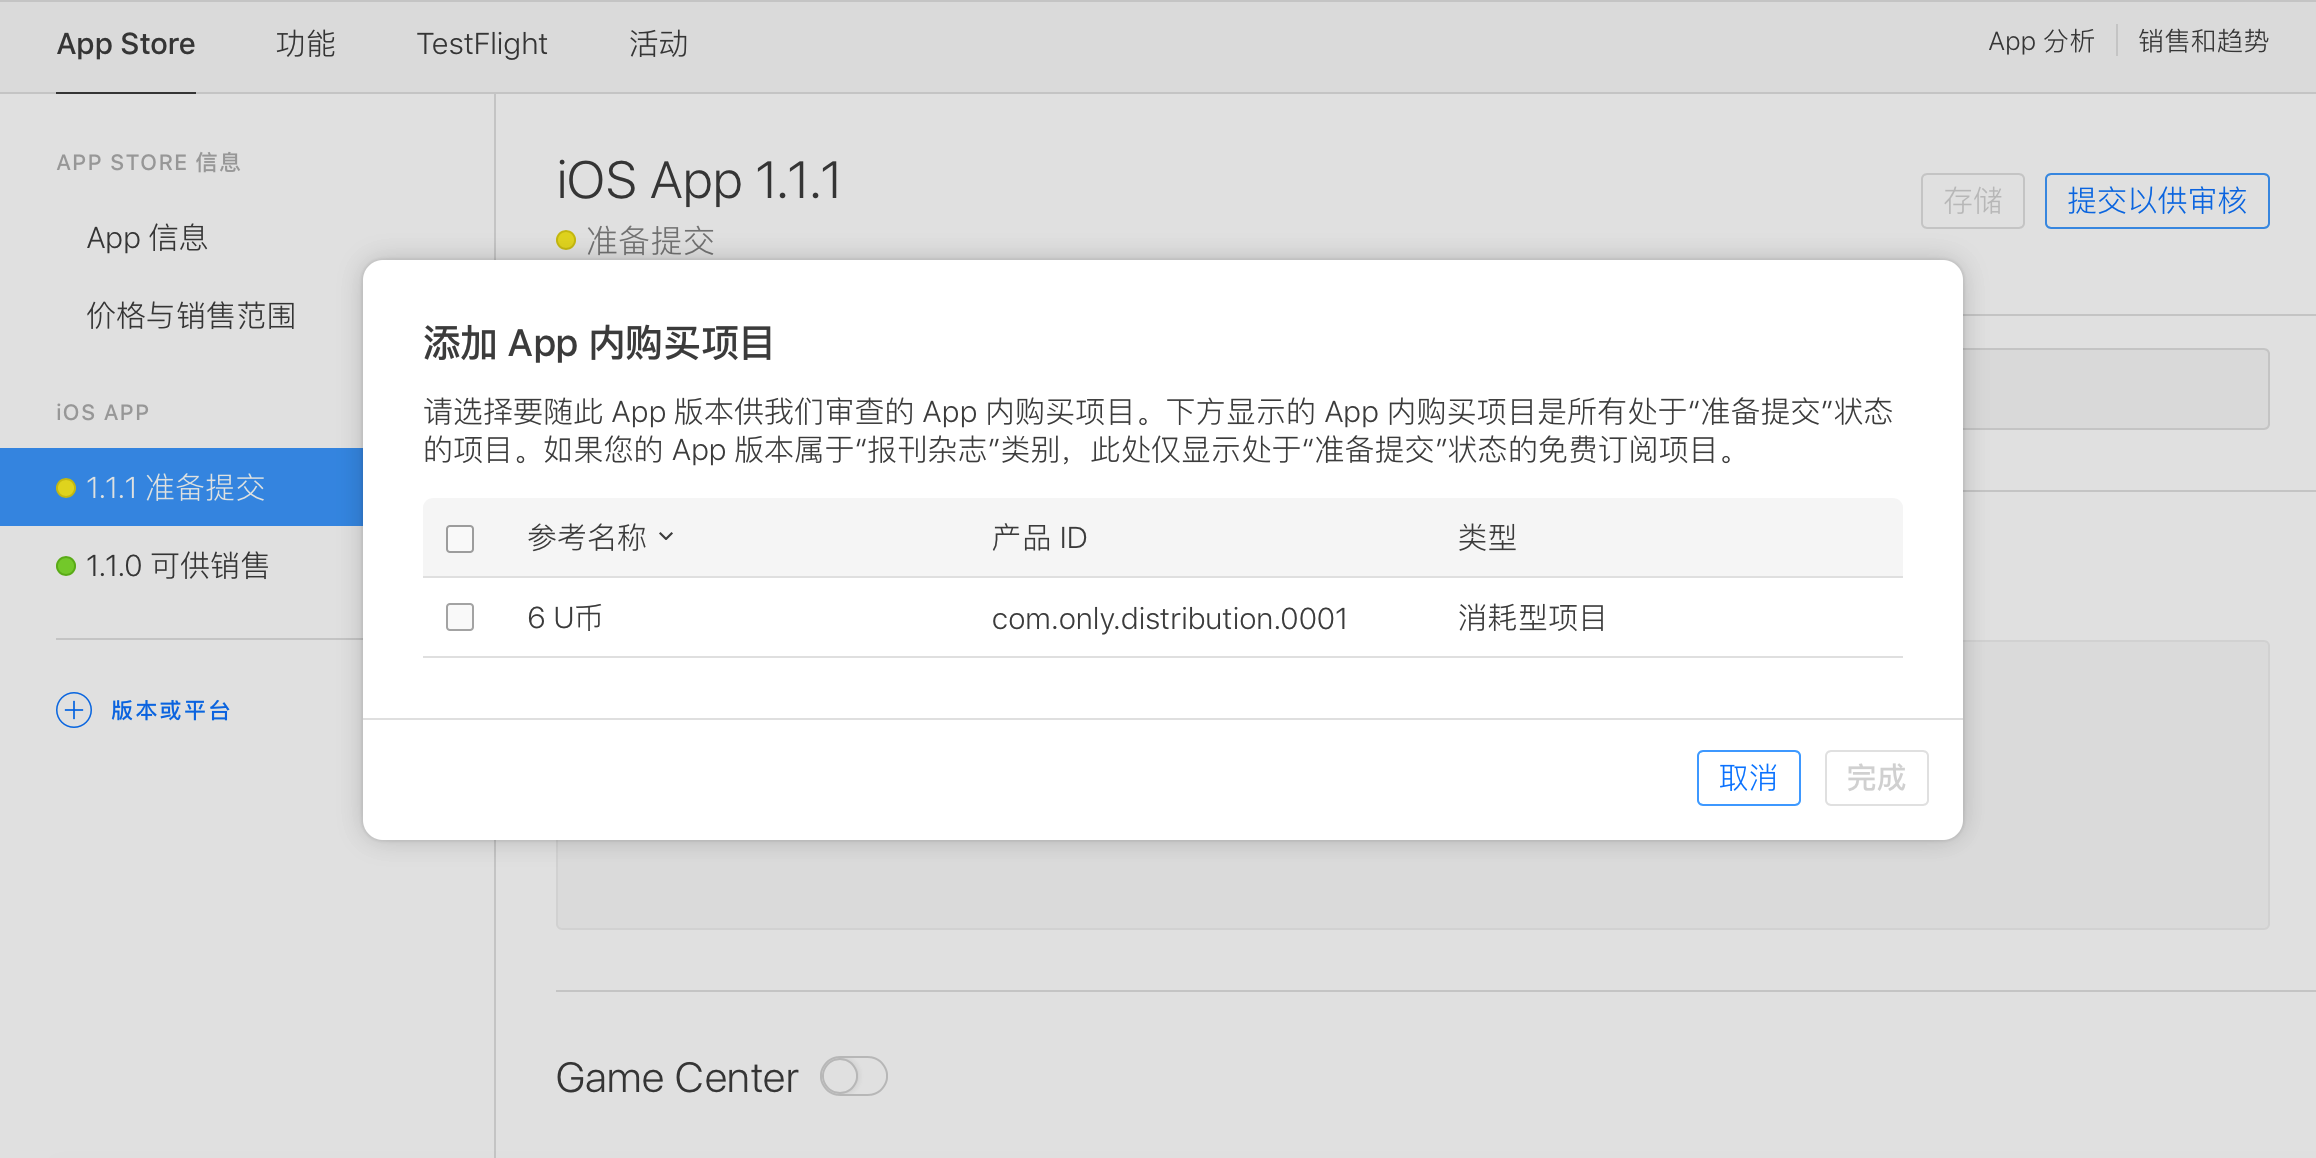 App Store
功能
TestFlight
活动
App 分析
销售和趋势
APP STORE 信息
App 信息
价格与销售范围
iOS APP
1.1.1 准备提交
1.1.0 可供销售
版本或平台
iOS App 1.1.1
准备提交
存储
提交以供审核
添加 App 内购买项目
请选择要随此 App 版本供我们审查的 App 内购买项目。下方显示的 App 内购买项目是所有处于“准备提交”状态
的项目。如果您的 App 版本属于“报刊杂志”类别，此处仅显示处于“准备提交”状态的免费订阅项目。
参考名称
产品 ID
类型
6 U币
com.only.distribution.0001
消耗型项目
取消
完成
Game Center